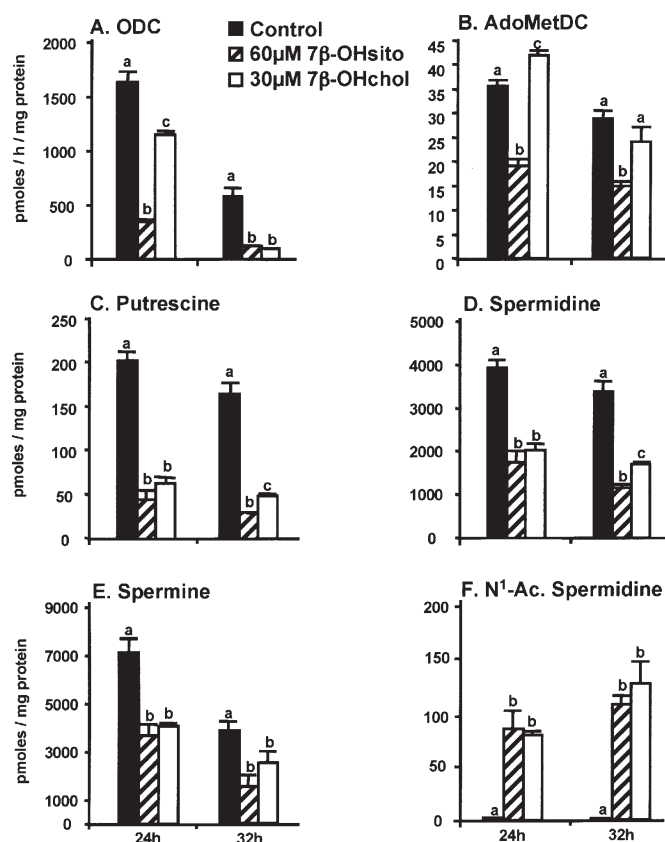 A. ODC
Control
60μM 7β-OHsito
30μM 7β-OHchol
pmoles / h / mg protein
2000
1500
1000
500
0
a
b
c
a
b
b
B. AdoMetDC
45
40
35
30
25
20
15
10
5
0
a
b
c
a
b
a
C. Putrescine
pmoles / mg protein
250
200
150
100
50
0
a
b
b
a
b
c
D. Spermidine
5000
4000
3000
2000
1000
0
a
b
b
a
b
c
E. Spermine
pmoles / mg protein
9000
7000
5000
3000
1000
0
a
b
b
a
b
b
24h
32h
F. N¹-Ac. Spermidine
200
150
100
50
0
a
b
b
a
b
b
24h
32h